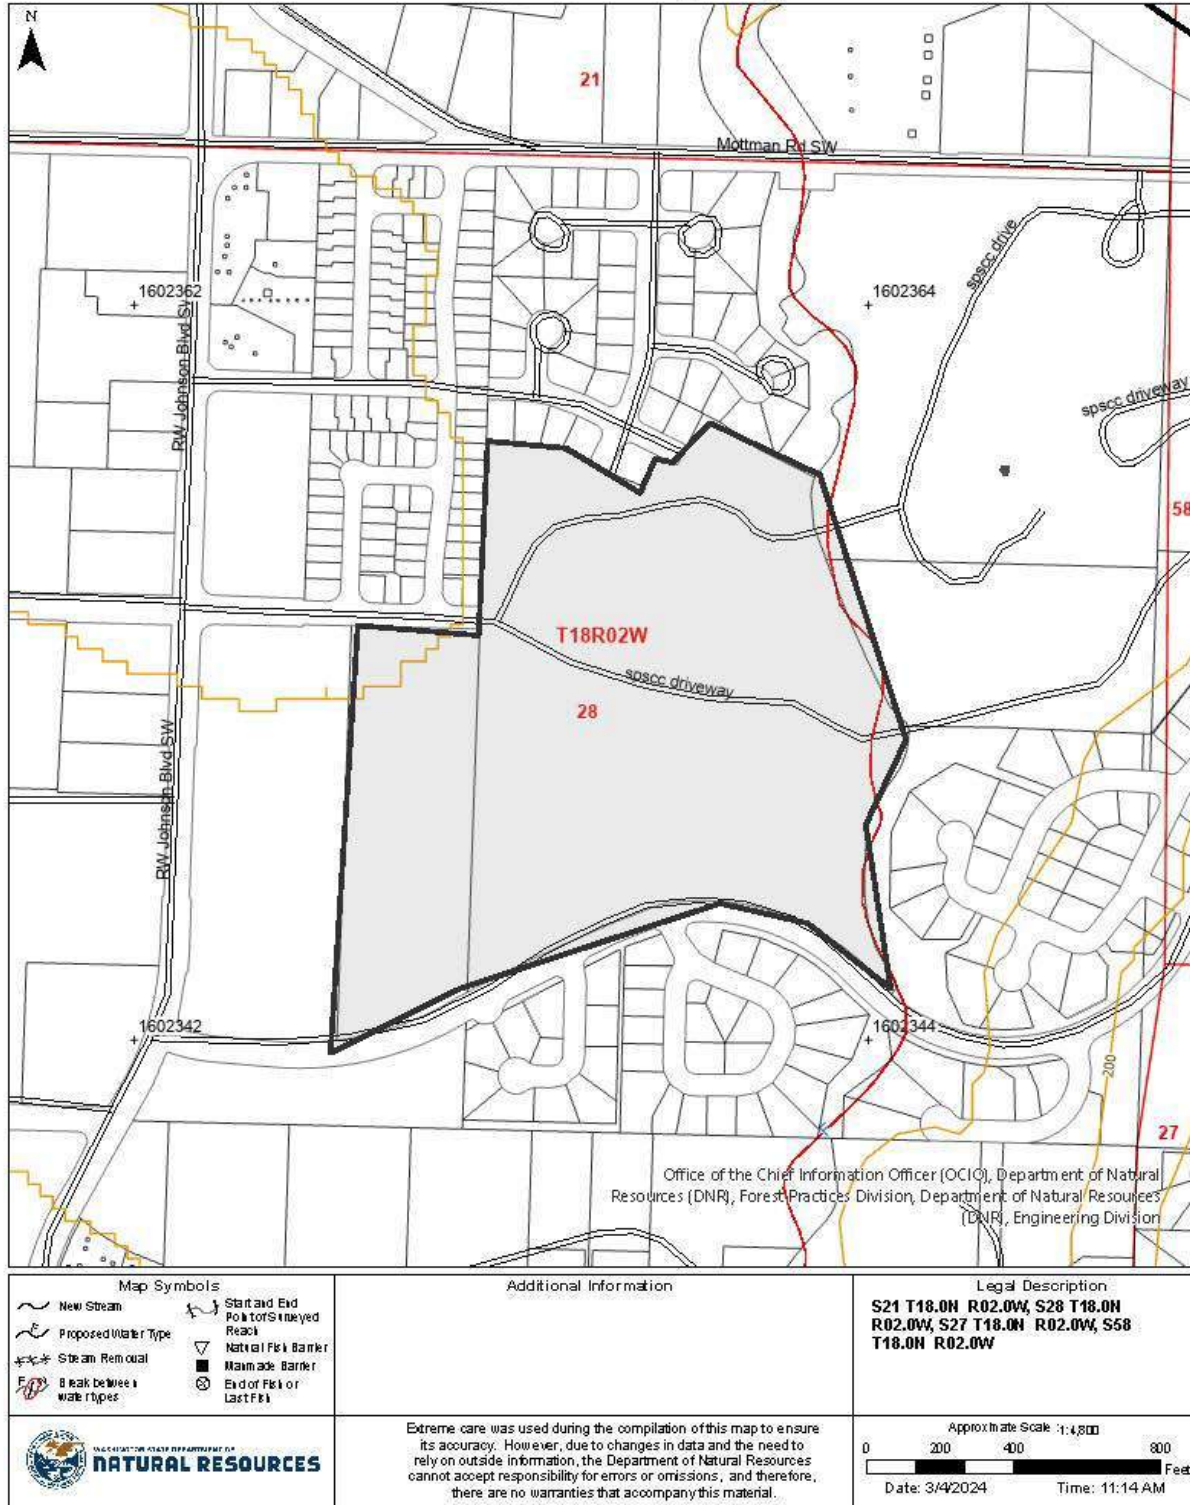 N
21
Mottman Rd SW
spscc drive
1602362
1602364
RW Johnson Blvd SW
spscc driveway
58
T18R02W
spscc driveway
28
RW Johnson Blvd SW
1602342
1602344
200
27
Office of the Chief Information Officer (OCIO), Department of Natural
Resources (DNR), Forest Practices Division, Department of Natural Resources
(DNR), Engineering Division
Map Symbols
New Stream
Proposed Water Type
Stream Removal
Break between
water types
Start and End
Point of Surveyed
Reach
Natural Fish Barrier
Manmade Barrier
End of Fish or
Last Fish
Additional Information
Legal Description
S21 T18.0N R02.0W, S28 T18.0N
R02.0W, S27 T18.0N R02.0W, S58
T18.0N R02.0W
WASHINGTON STATE DEPARTMENT OF
NATURAL RESOURCES
Extreme care was used during the compilation of this map to ensure
its accuracy. However, due to changes in data and the need to
rely on outside information, the Department of Natural Resources
cannot accept responsibility for errors or omissions, and therefore,
there are no warranties that accompany this material.
Approximate Scale :1:4,800
0 200 400 800
Feet
Date: 3/4/2024 Time: 11:14 AM